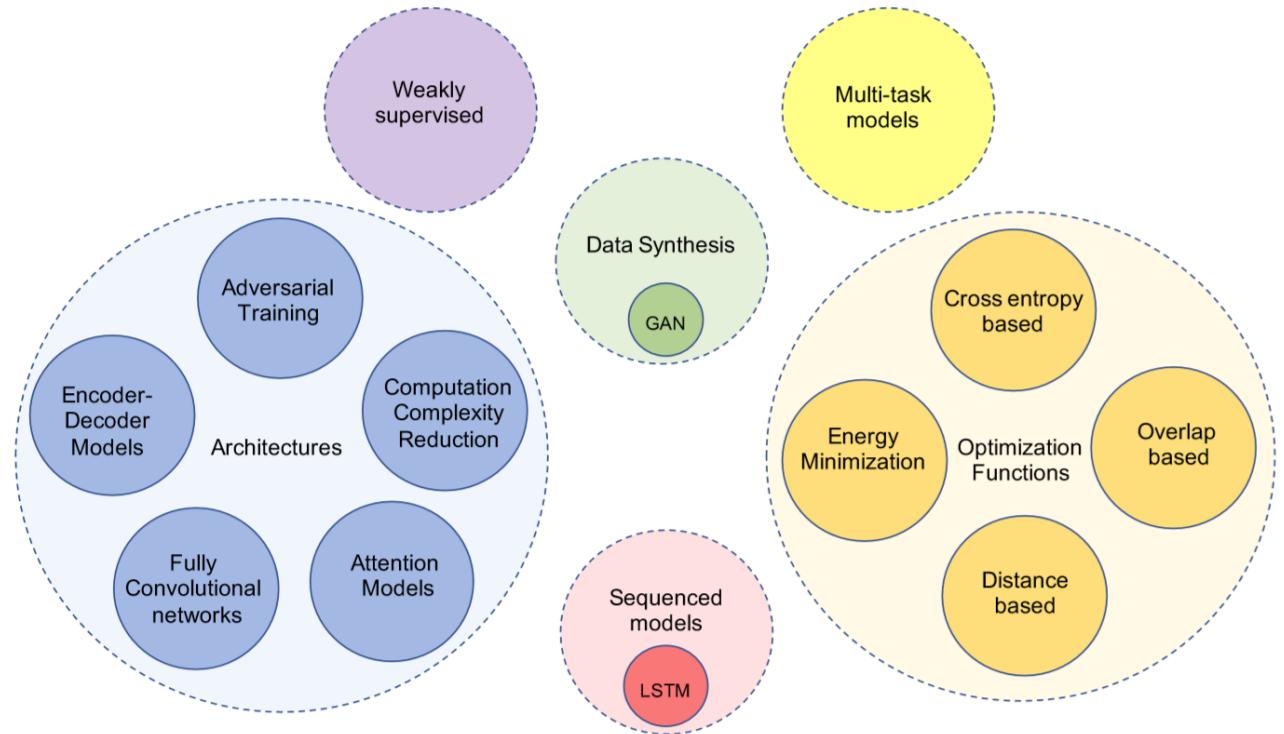 Weakly
supervised
Multi-task
models
Data Synthesis
GAN
Adversarial
Training
Encoder-
Decoder
Models
Computation
Complexity
Reduction
Architectures
Fully
Convolutional
networks
Attention
Models
Cross entropy
based
Energy
Minimization
Optimization
Functions
Overlap
based
Distance
based
Sequenced
models
LSTM